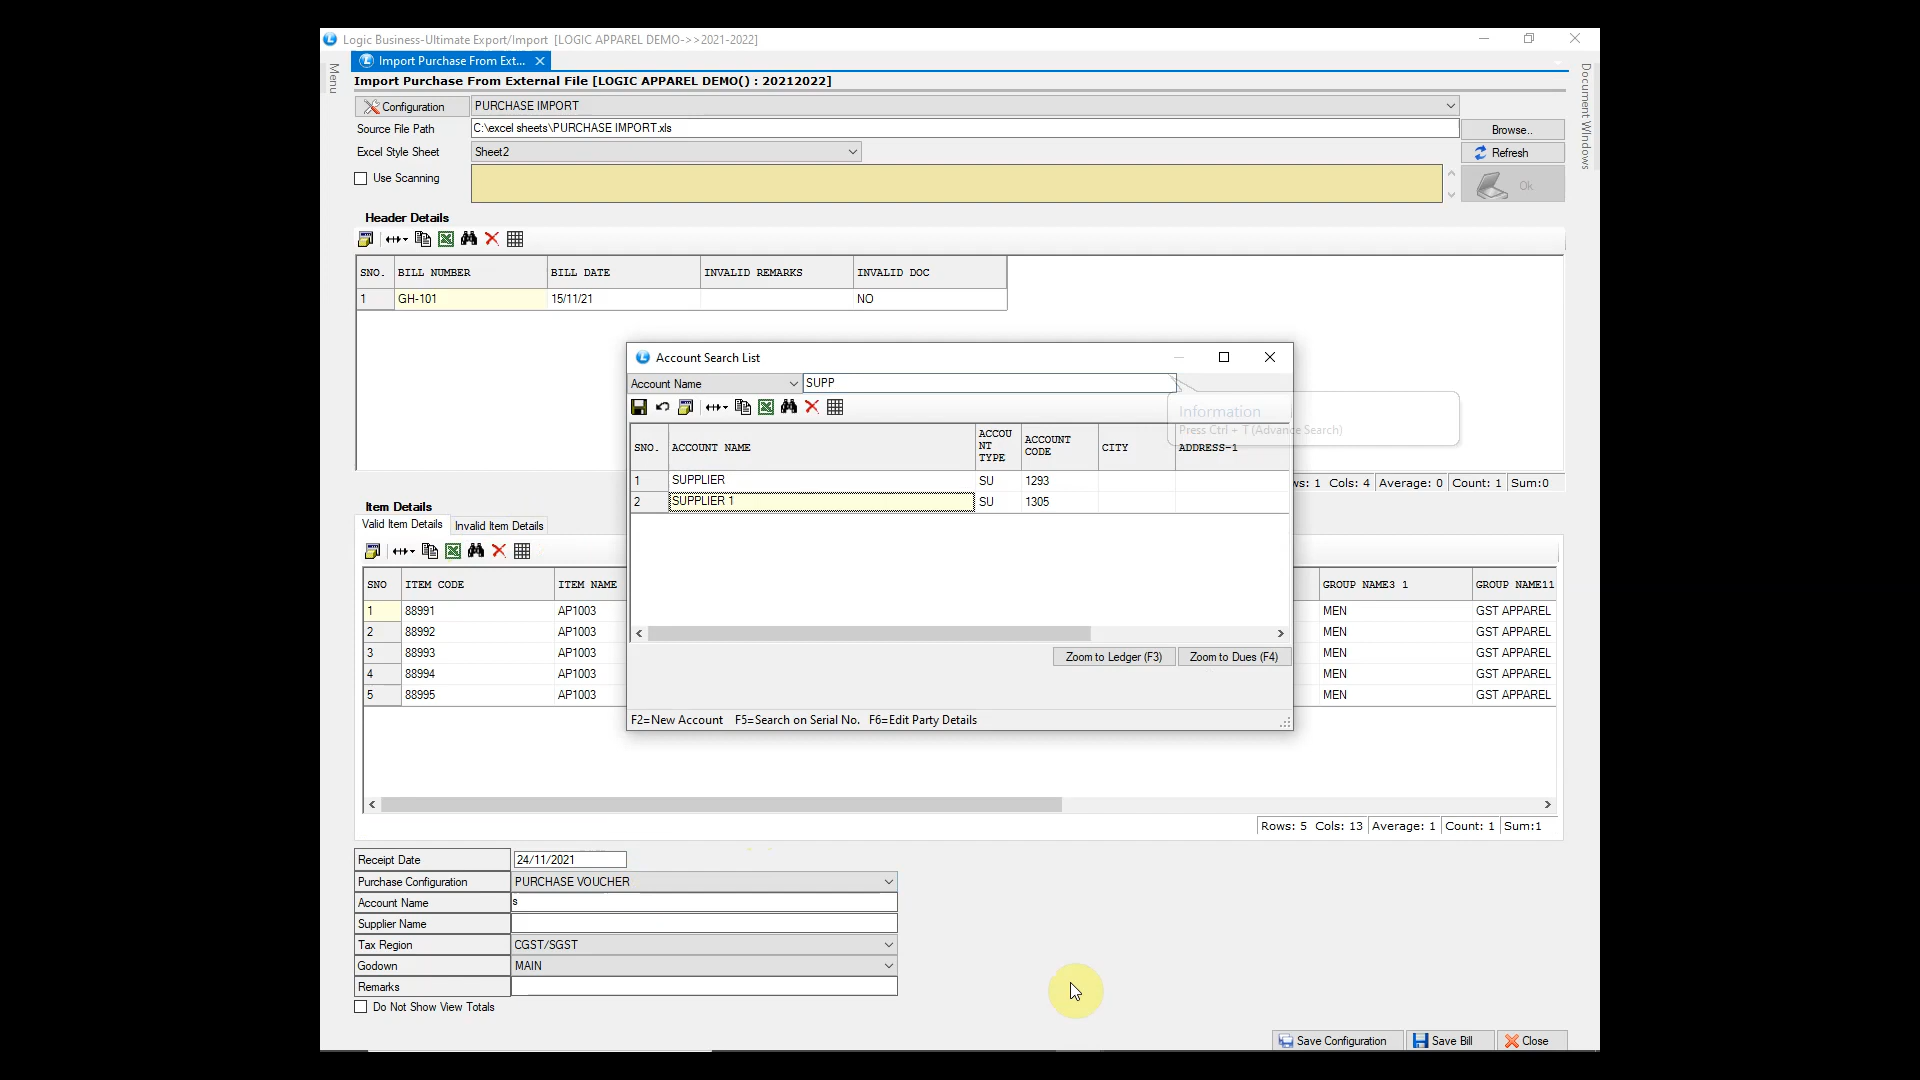 Logic Business-Ultimate Export/Import [LOGIC APPAREL DEMO->>2021-2022]
Menu
Import Purchase From Ext...
Document Windows
Import Purchase From External File [LOGIC APPAREL DEMO() : 20212022]
Configuration PURCHASE IMPORT
Source File Path C:\excel sheets\PURCHASE IMPORT.xls Browse..
Excel Style Sheet Sheet2 Refresh
Use Scanning Ok
Header Details
SNO. BILL NUMBER BILL DATE INVALID REMARKS INVALID DOC
1 GH-101 15/11/21 NO
Account Search List
Account Name SUPP
Information
Press Ctrl + T (Advance Search)
SNO. ACCOUNT NAME ACCOU NT TYPE ACCOUNT CODE CITY ADDRESS-1
1 SUPPLIER SU 1293
2 SUPPLIER 1 SU 1305
Zoom to Ledger (F3) Zoom to Dues (F4)
F2=New Account F5=Search on Serial No. F6=Edit Party Details
ws: 1 Cols: 4 Average: 0 Count: 1 Sum:0
Item Details
Valid Item Details Invalid Item Details
SNO ITEM CODE ITEM NAME GROUP NAME3 1 GROUP NAME11
1 88991 AP1003 MEN GST APPAREL
2 88992 AP1003 MEN GST APPAREL
3 88993 AP1003 MEN GST APPAREL
4 88994 AP1003 MEN GST APPAREL
5 88995 AP1003 MEN GST APPAREL
Rows: 5 Cols: 13 Average: 1 Count: 1 Sum:1
Receipt Date 24/11/2021
Purchase Configuration PURCHASE VOUCHER
Account Name s
Supplier Name
Tax Region CGST/SGST
Godown MAIN
Remarks
Do Not Show View Totals
Save Configuration Save Bill Close